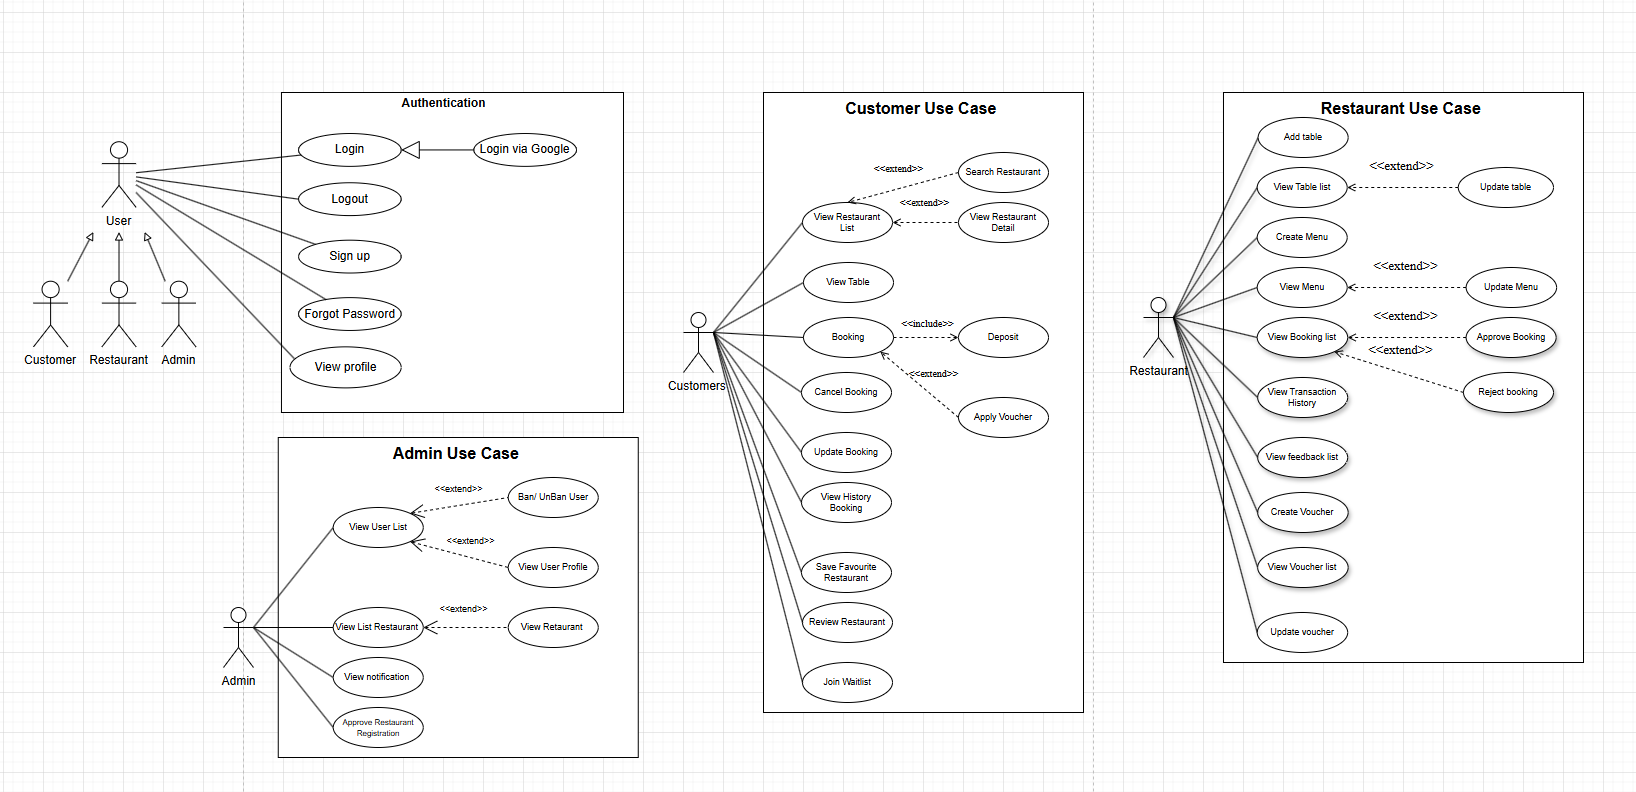 Authentication
Login
Login via Google
Logout
Sign up
Forgot Password
View profile
User
Customer
Restaurant
Admin
Admin Use Case
<<extend>>
Ban/ UnBan User
View User List
<<extend>>
View User Profile
<<extend>>
View List Restaurant
View Retaurant
View notification
Approve Restaurant
Registration
Admin
Customer Use Case
<<extend>>
Search Restaurant
<<extend>>
View Restaurant
List
View Restaurant
Detail
View Table
<<include>>
Booking
Deposit
<<extend>>
Cancel Booking
Apply Voucher
Update Booking
View History
Booking
Save Favourite
Restaurant
Review Restaurant
Join Waitlist
Customers
Restaurant Use Case
Add table
<<extend>>
View Table list
Update table
Create Menu
<<extend>>
View Menu
Update Menu
<<extend>>
View Booking list
Approve Booking
<<extend>>
View Transaction
History
Reject booking
View feedback list
Create Voucher
View Voucher list
Update voucher
Restaurant